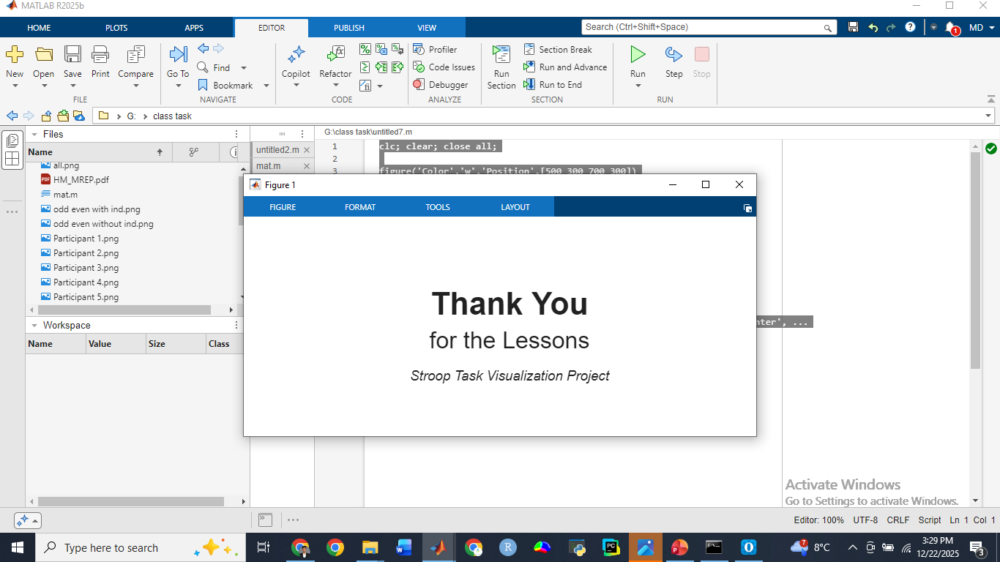 MATLAB R2025b
HOME PLOTS APPS EDITOR PUBLISH VIEW Search (Ctrl+Shift+Space) 1 MD
New Open Save Print Compare Go To Find Bookmark Copilot Refactor Profiler Code Issues Debugger Run Section Section Break Run and Advance Run to End Run Step Stop
FILE NAVIGATE CODE ANALYZE SECTION RUN
G: class task
Files
Name
all.png
HM_MREP.pdf
mat.m
odd even with ind.png
odd even without ind.png
Participant 1.png
Participant 2.png
Participant 3.png
Participant 4.png
Participant 5.png
Workspace
Name Value Size Class
untitled2.m
mat.m
G:\class task\untitled7.m
1 clc; clear; close all;
2
3 figure('Color','w','Position',[500 300 700 300])
Figure 1
FIGURE FORMAT TOOLS LAYOUT
Thank You
for the Lessons
Stroop Task Visualization Project
nter', ...
Activate Windows
Go to Settings to activate Windows.
Editor: 100% UTF-8 CRLF Script Ln 1 Col 1
Type here to search
8°C
3:29 PM
12/22/2025